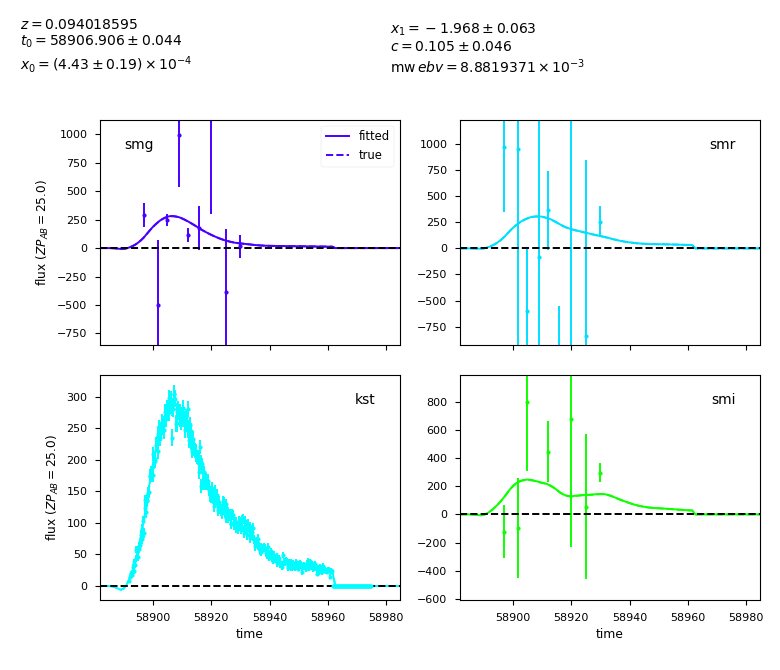 z = 0.094018595
t₀ = 58906.906 ± 0.044
x₀ = (4.43 ± 0.19) × 10⁻⁴
x₁ = −1.968 ± 0.063
c = 0.105 ± 0.046
mw ebv = 8.8819371 × 10⁻³
smg
fitted
true
1000
750
500
250
0
−250
−500
−750
flux (ZP_AB = 25.0)
smr
1000
750
500
250
0
−250
−500
−750
kst
300
250
200
150
100
50
0
flux (ZP_AB = 25.0)
58900 58920 58940 58960 58980
time
smi
800
600
400
200
0
−200
−400
−600
58900 58920 58940 58960 58980
time